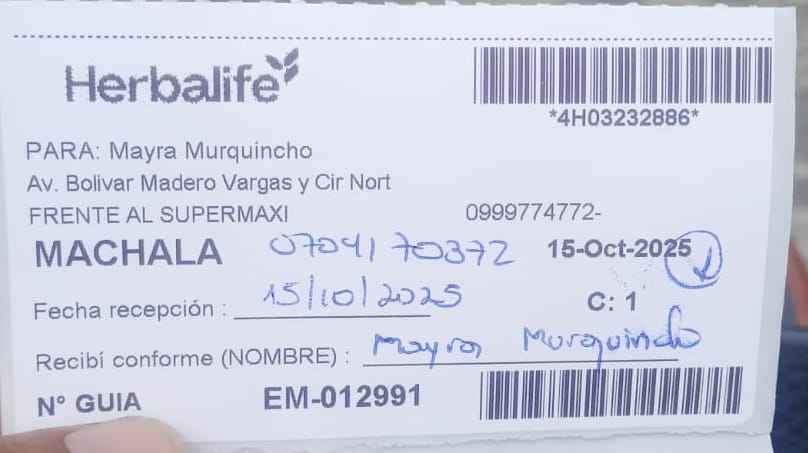 Herbalife
*4H03232886*
PARA: Mayra Murquincho
Av. Bolivar Madero Vargas y Cir Nort
FRENTE AL SUPERMAXI 0999774772-
MACHALA 0704170372 15-Oct-2025
Fecha recepción : 15/10/2025 C: 1
Recibí conforme (NOMBRE) : Mayra Murquincho
N° GUIA EM-012991